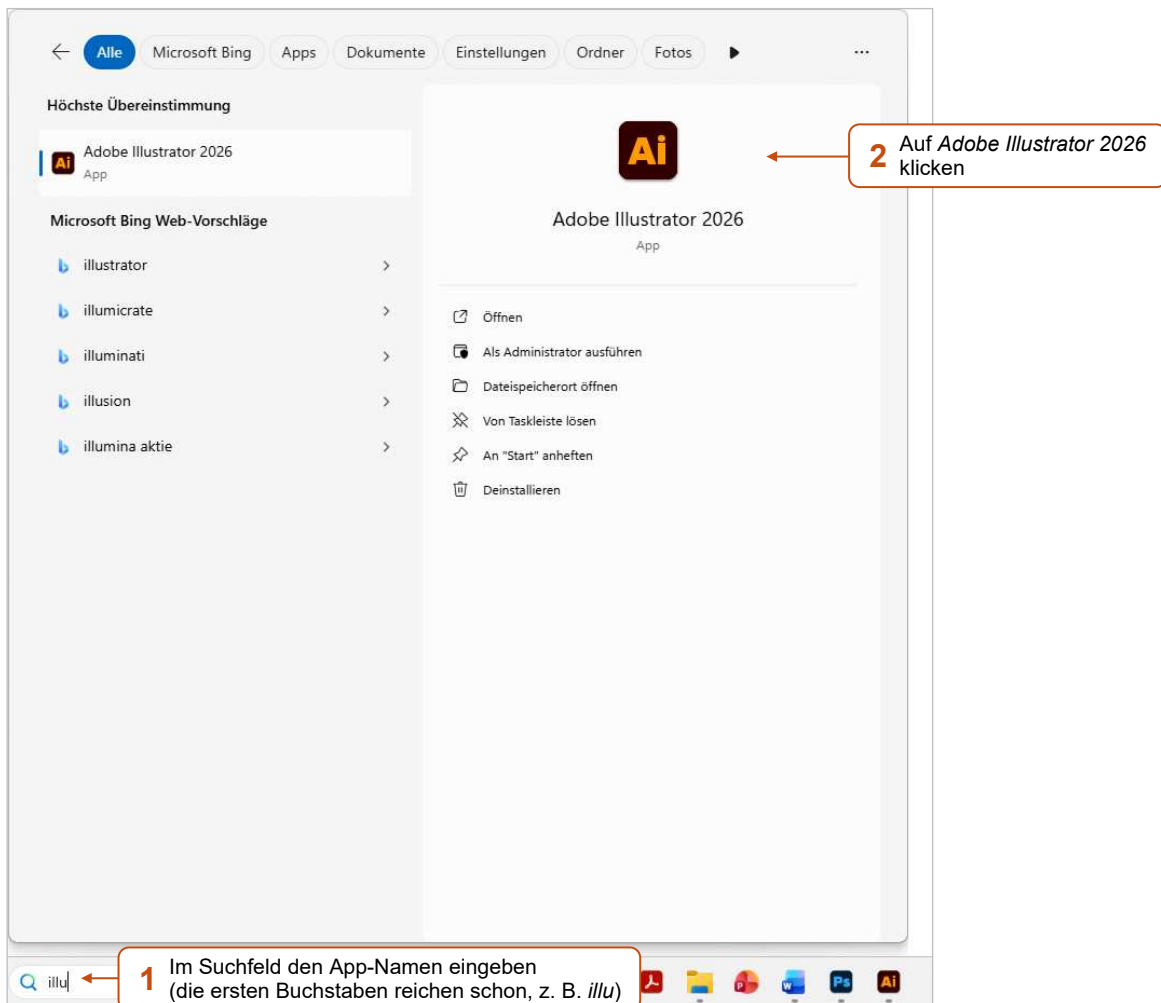 Alle Microsoft Bing Apps Dokumente Einstellungen Ordner Fotos
Höchste Übereinstimmung
Ai Adobe Illustrator 2026
App
Microsoft Bing Web-Vorschläge
illustrator
illumicrate
illuminati
illusion
illumina aktie
Ai
Adobe Illustrator 2026
App
Öffnen
Als Administrator ausführen
Dateispeicherort öffnen
Von Taskleiste lösen
An "Start" anheften
Deinstallieren
2 Auf Adobe Illustrator 2026
klicken
illu
1 Im Suchfeld den App-Namen eingeben
(die ersten Buchstaben reichen schon, z. B. illu)
P W Ps Ai